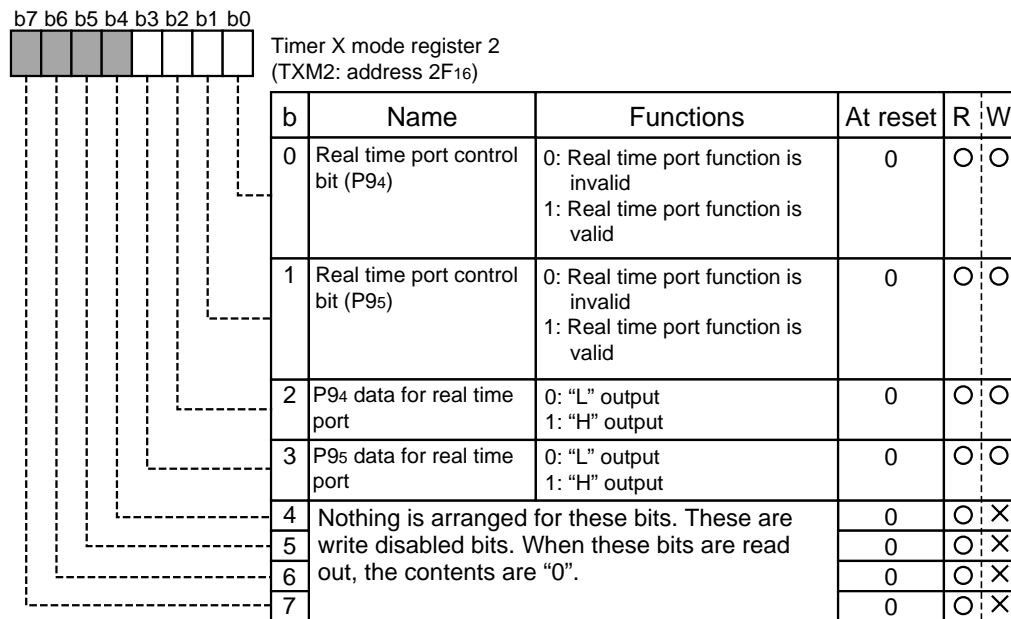 b7 b6 b5 b4 b3 b2 b1 b0
Timer X mode register 2
(TXM2: address 2F16)
b Name Functions At reset R W
0 Real time port control 0: Real time port function is 0 O O
bit (P94) invalid
1: Real time port function is
valid
1 Real time port control 0: Real time port function is 0 O O
bit (P95) invalid
1: Real time port function is
valid
2 P94 data for real time 0: “L” output 0 O O
port 1: “H” output
3 P95 data for real time 0: “L” output 0 O O
port 1: “H” output
4 Nothing is arranged for these bits. These are 0 O ×
5 write disabled bits. When these bits are read 0 O ×
6 out, the contents are “0”. 0 O ×
7 0 O ×